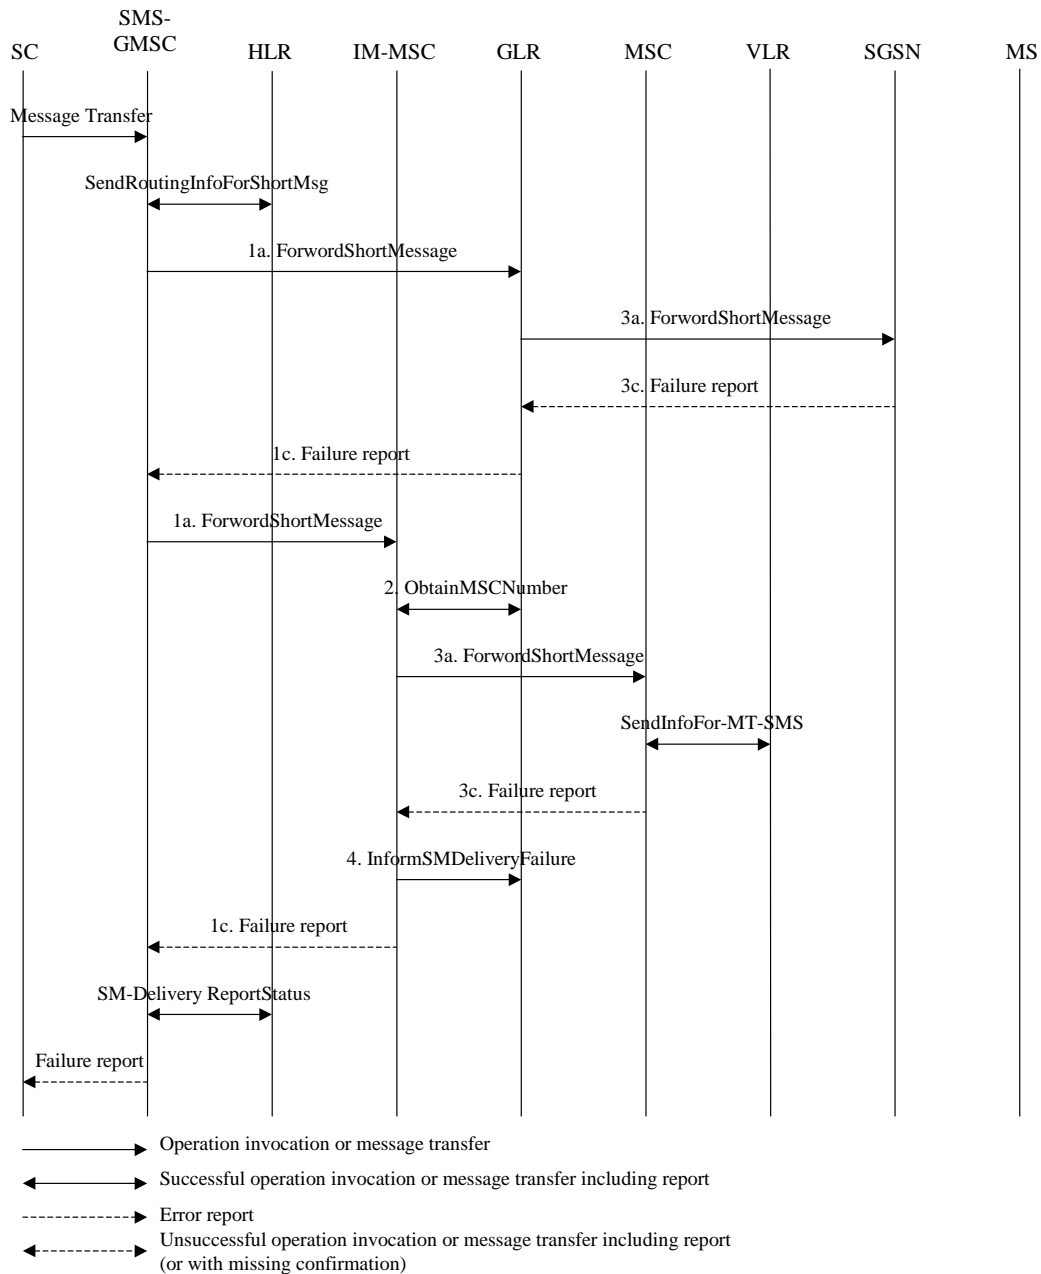 SMS-
GMSC
SC HLR IM-MSC GLR MSC VLR SGSN MS
Message Transfer
SendRoutingInfoForShortMsg
1a. ForwordShortMessage
3a. ForwordShortMessage
3c. Failure report
1c. Failure report
1a. ForwordShortMessage
2. ObtainMSCNumber
3a. ForwordShortMessage
SendInfoFor-MT-SMS
3c. Failure report
4. InformSMDeliveryFailure
1c. Failure report
SM-Delivery ReportStatus
Failure report
Operation invocation or message transfer
Successful operation invocation or message transfer including report
Error report
Unsuccessful operation invocation or message transfer including report
(or with missing confirmation)